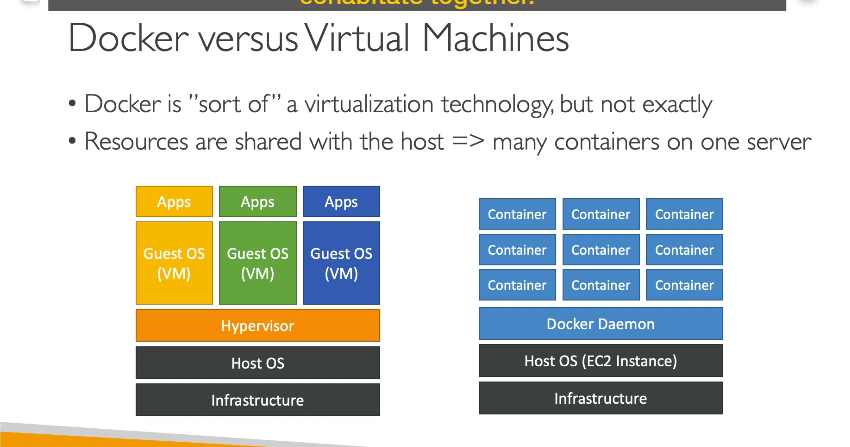 cohabitate together.
Docker versus Virtual Machines
• Docker is ”sort of” a virtualization technology, but not exactly
• Resources are shared with the host => many containers on one server
Apps Apps Apps
Guest OS (VM) Guest OS (VM) Guest OS (VM)
Hypervisor
Host OS
Infrastructure
Container Container Container
Container Container Container
Container Container Container
Docker Daemon
Host OS (EC2 Instance)
Infrastructure